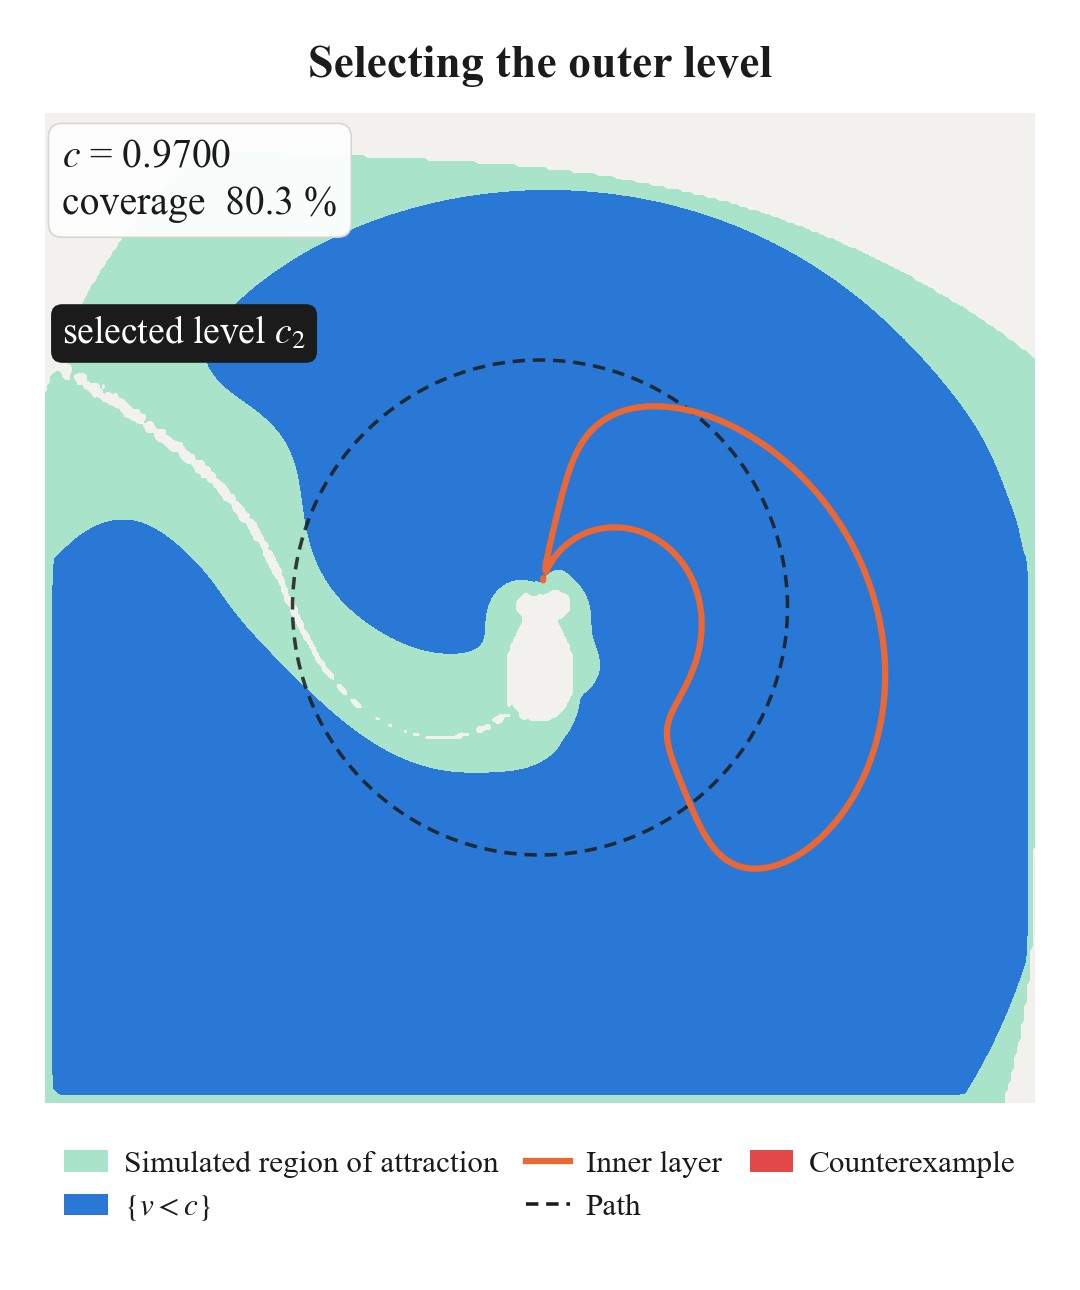 Selecting the outer level
c = 0.9700
coverage 80.3 %
selected level c₂
Simulated region of attraction
Inner layer
Counterexample
{v < c}
Path